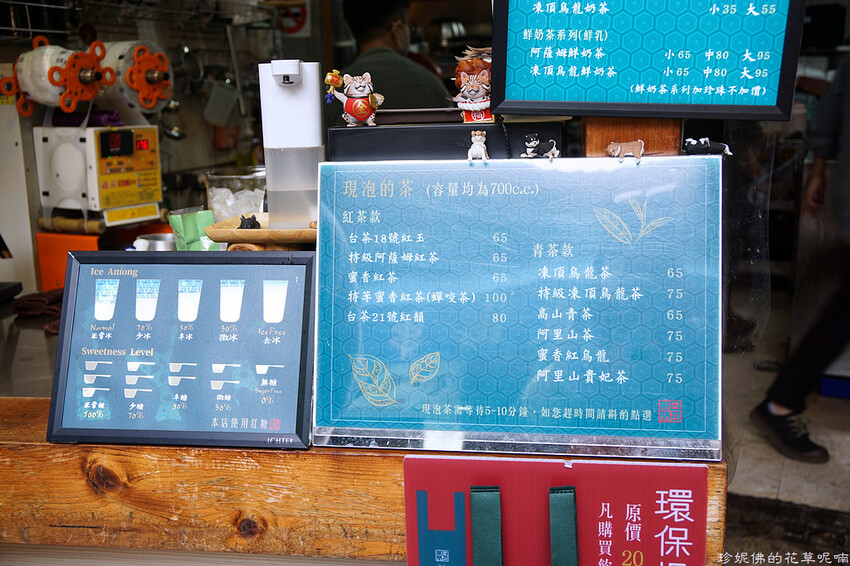 凍頂烏龍奶茶 小35 大55
鮮奶茶系列(鮮乳)
阿薩姆鮮奶茶 小65 中80 大95
凍頂烏龍鮮奶茶 小65 中80 大95
(鮮奶茶系列加珍珠不加價)
現泡的茶 (容量均為700c.c.)
紅茶款
台茶18號紅玉 65
特級阿薩姆紅茶 65
蜜香紅茶 65
特等蜜香紅茶(蟬咬茶) 100
台茶21號紅韻 80
青茶款
凍頂烏龍茶 65
特級凍頂烏龍茶 75
高山青茶 65
阿里山茶 75
蜜香紅烏龍 75
阿里山貴妃茶 75
現泡茶需等待5~10分鐘，如您趕時間請斟酌點選
Ice Among
Normal 70% 50% 30% Ice Free
正常冰 少冰 半冰 微冰 去冰
Sweetness Level
正常糖 少糖 半糖 微糖 無糖
Sugar Free
100% 70% 50% 30% 0%
本店使用紅糖
環保
原價20
凡購買飲
珍妮佛的花草呢喃